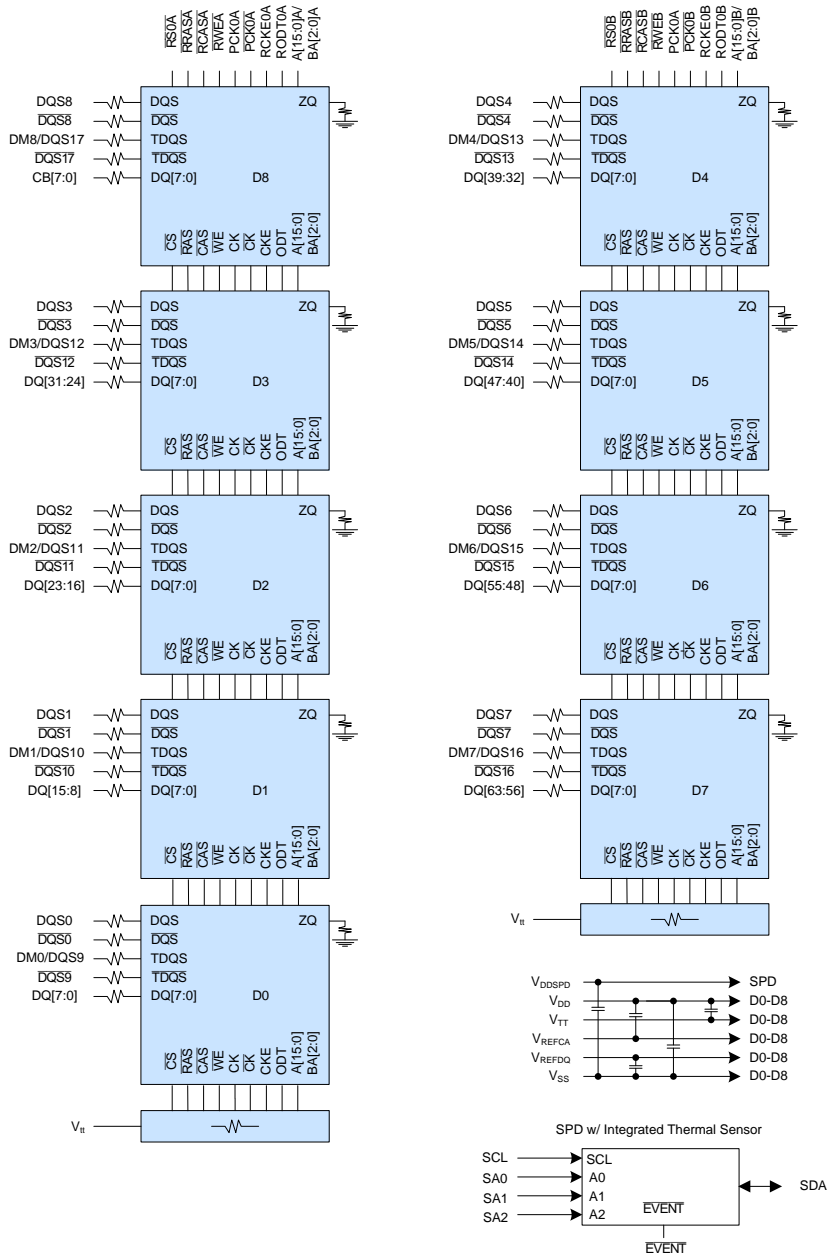 RS0A
RRASA
RCASA
RWEA
PCK0A
PCK0A
RCKE0A
RODT0A
A[15:0]A/
BA[2:0]A
DQS8 DQS ZQ
DQS8 DQS
DM8/DQS17 TDQS
DQS17 TDQS
CB[7:0] DQ[7:0] D8
CS RAS CAS WE CK CK CKE ODT A[15:0] BA[2:0]
DQS3 DQS ZQ
DQS3 DQS
DM3/DQS12 TDQS
DQS12 TDQS
DQ[31:24] DQ[7:0] D3
CS RAS CAS WE CK CK CKE ODT A[15:0] BA[2:0]
DQS2 DQS ZQ
DQS2 DQS
DM2/DQS11 TDQS
DQS11 TDQS
DQ[23:16] DQ[7:0] D2
CS RAS CAS WE CK CK CKE ODT A[15:0] BA[2:0]
DQS1 DQS ZQ
DQS1 DQS
DM1/DQS10 TDQS
DQS10 TDQS
DQ[15:8] DQ[7:0] D1
CS RAS CAS WE CK CK CKE ODT A[15:0] BA[2:0]
DQS0 DQS ZQ
DQS0 DQS
DM0/DQS9 TDQS
DQS9 TDQS
DQ[7:0] DQ[7:0] D0
CS RAS CAS WE CK CK CKE ODT A[15:0] BA[2:0]
Vtt
RS0B
RRASB
RCASB
RWEB
PCK0A
PCK0B
RCKE0B
RODT0B
A[15:0]B/
BA[2:0]B
DQS4 DQS ZQ
DQS4 DQS
DM4/DQS13 TDQS
DQS13 TDQS
DQ[39:32] DQ[7:0] D4
CS RAS CAS WE CK CK CKE ODT A[15:0] BA[2:0]
DQS5 DQS ZQ
DQS5 DQS
DM5/DQS14 TDQS
DQS14 TDQS
DQ[47:40] DQ[7:0] D5
CS RAS CAS WE CK CK CKE ODT A[15:0] BA[2:0]
DQS6 DQS ZQ
DQS6 DQS
DM6/DQS15 TDQS
DQS15 TDQS
DQ[55:48] DQ[7:0] D6
CS RAS CAS WE CK CK CKE ODT A[15:0] BA[2:0]
DQS7 DQS ZQ
DQS7 DQS
DM7/DQS16 TDQS
DQS16 TDQS
DQ[63:56] DQ[7:0] D7
CS RAS CAS WE CK CK CKE ODT A[15:0] BA[2:0]
Vtt
VDDSPD SPD
VDD D0-D8
VTT D0-D8
VREFCA D0-D8
VREFDQ D0-D8
VSS D0-D8
SPD w/ Integrated Thermal Sensor
SCL SCL
SA0 A0 SDA
SA1 A1
SA2 A2 EVENT
EVENT